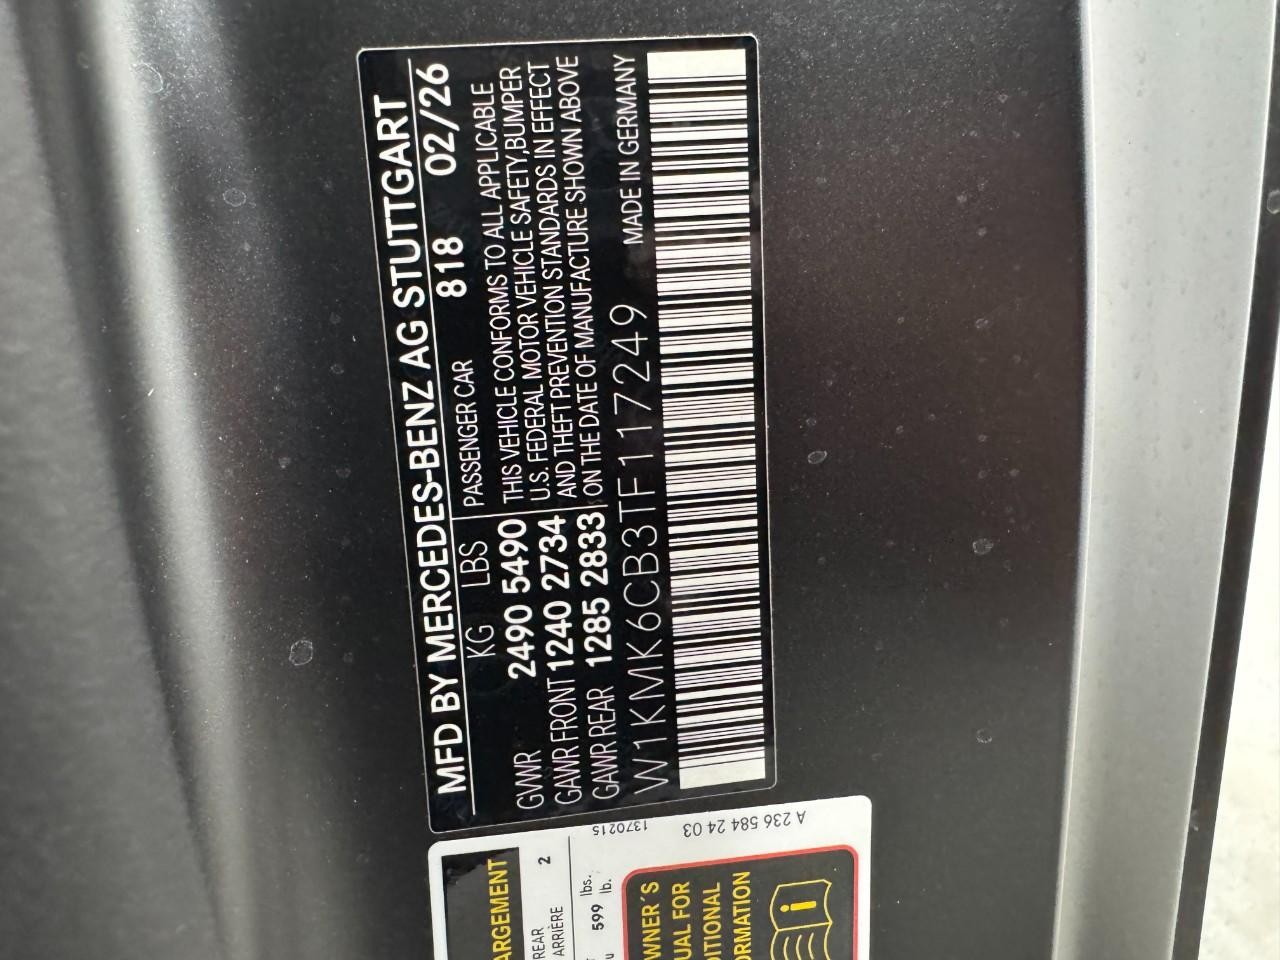 MFD BY MERCEDES-BENZ AG STUTTGART
KG LBS PASSENGER CAR 818 02/26
GVWR 2490 5490
GAWR FRONT 1240 2734
GAWR REAR 1285 2833
THIS VEHICLE CONFORMS TO ALL APPLICABLE
U.S. FEDERAL MOTOR VEHICLE SAFETY,BUMPER
AND THEFT PREVENTION STANDARDS IN EFFECT
ON THE DATE OF MANUFACTURE SHOWN ABOVE
W1KMK6CB3TF117249 MADE IN GERMANY
ARGEMENT
REAR
ARRIÈRE 2
599 lbs.
lb.
WNER'S
UAL FOR
DITIONAL
ORMATION
1370215
A 236 584 24 03